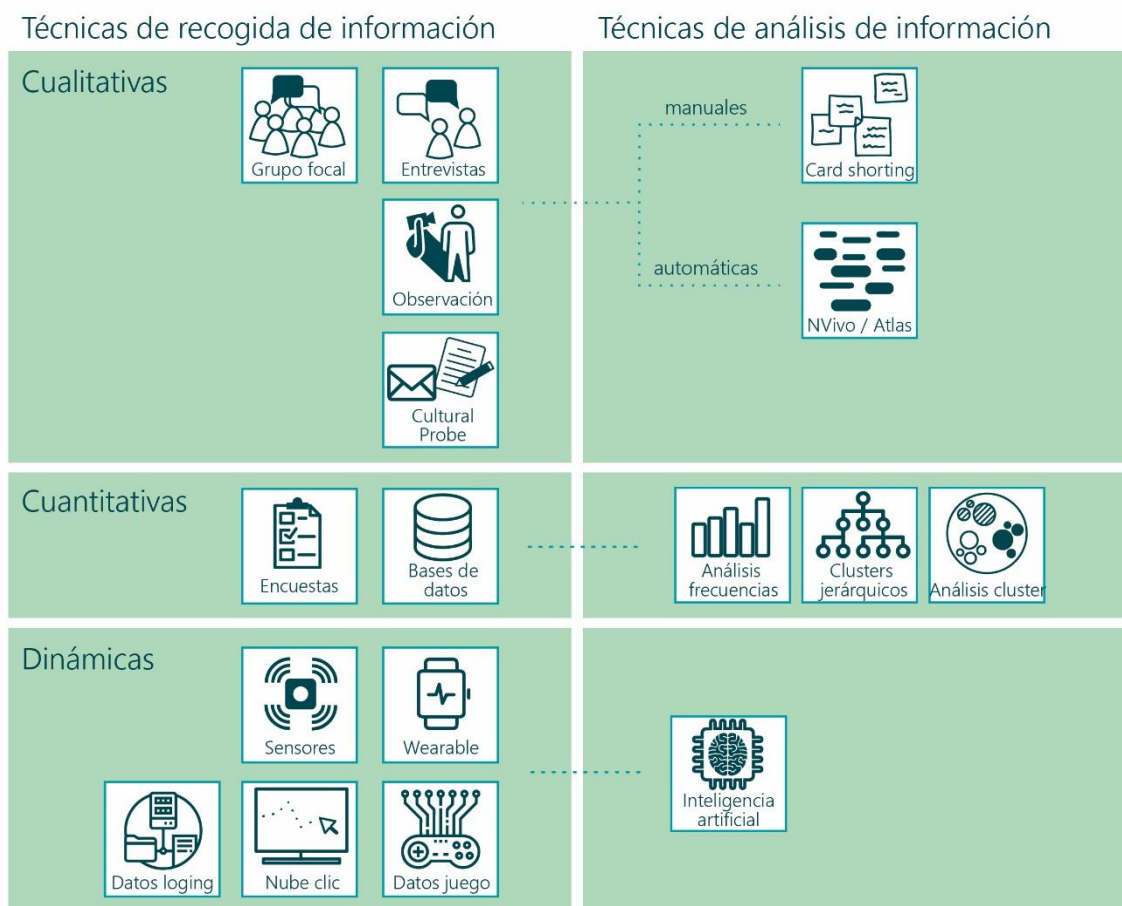 Técnicas de recogida de información
Técnicas de análisis de información
Cualitativas
Grupo focal
Entrevistas
Observación
Cultural
Probe
manuales
Card shorting
automáticas
NVivo / Atlas
Cuantitativas
Encuestas
Bases de
datos
Análisis
frecuencias
Clusters
jerárquicos
Análisis cluster
Dinámicas
Sensores
Wearable
Datos loging
Nube clic
Datos juego
Inteligencia
artificial